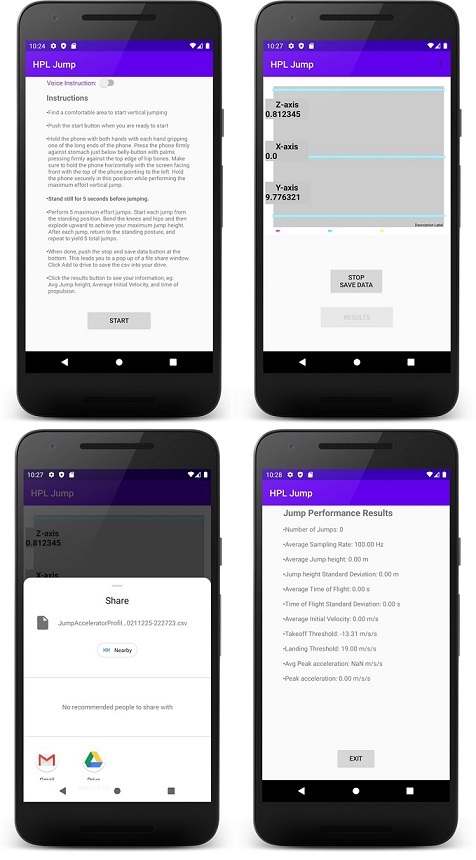 10:24
HPL Jump
Voice Instruction:
Instructions
•Find a comfortable area to start vertical jumping
•Push the start button when you are ready to start
•Hold the phone with both hands with each hand gripping
one of the long ends of the phone. Press the phone firmly
against stomach just below belly-button with palms
pressing firmly against the top edge of hip bones. Make
sure to hold the phone horizontally with the screen facing
front with the top of the phone pointing to the left. Hold
the phone securely in this position while performing the
maximum effort vertical jump.
•Stand still for 5 seconds before jumping.
•Perform 5 maximum effort jumps. Start each jump from
the standing position. Bend the knees and hips and then
explode upward to achieve your maximum jump height.
After each jump, return to the standing posture, and
repeat to yield 5 total jumps.
•When done, push the stop and save data button at the
bottom. This leads you to a pop up of a file share window.
Click Add to drive to save the csv into your drive.
•Click the results button to see your information, eg:
Avg Jump height, Average Initial Velocity, and time of
propulsion.
START
10:27
HPL Jump
Z-axis
0.812345
X-axis
0.0
Y-axis
9.776321
Description Label
STOP
SAVE DATA
RESULTS
10:27
HPL Jump
Z-axis
0.812345
X-axis
Share
JumpAcceleratorProfil...0211225-222723.csv
Nearby
No recommended people to share with
Gmail
Drive
10:28
HPL Jump
Jump Performance Results
•Number of Jumps: 0
•Average Sampling Rate: 100.00 Hz
•Average Jump height: 0.00 m
•Jump height Standard Deviation: 0.00 m
•Average Time of Flight: 0.00 s
•Time of Flight Standard Deviation: 0.00 s
•Average Initial Velocity: 0.00 m/s
•Takeoff Threshold: -13.31 m/s/s
•Landing Threshold: 19.00 m/s/s
•Avg Peak acceleration: NaN m/s/s
•Peak acceleration: 0.00 m/s/s
EXIT